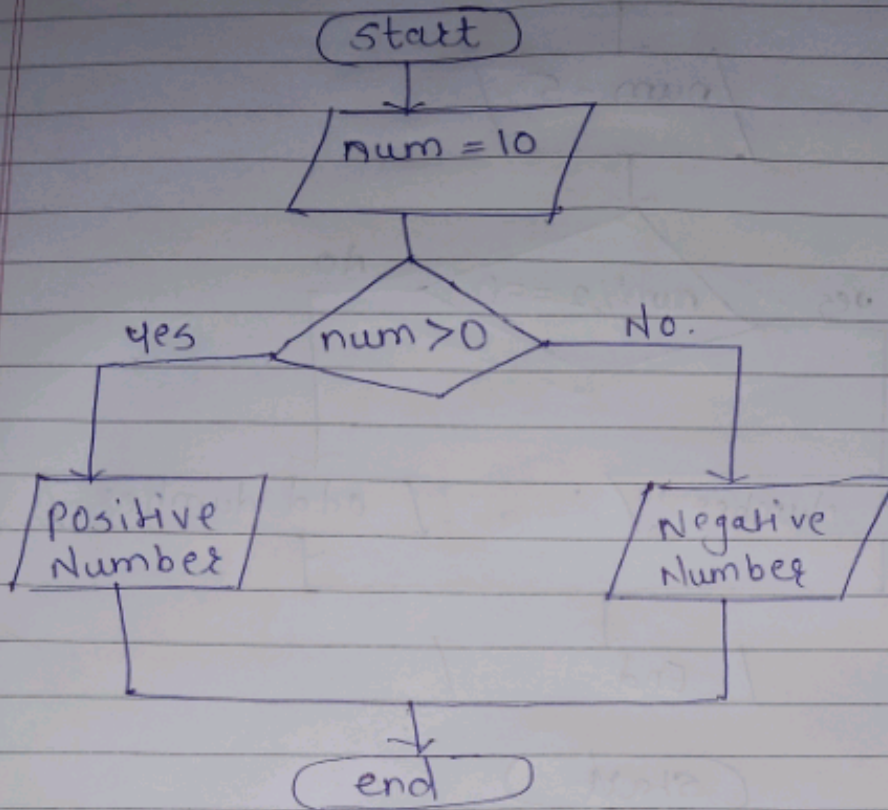 start
num = 10
num > 0
yes
No.
positive
Number
Negative
Number
end